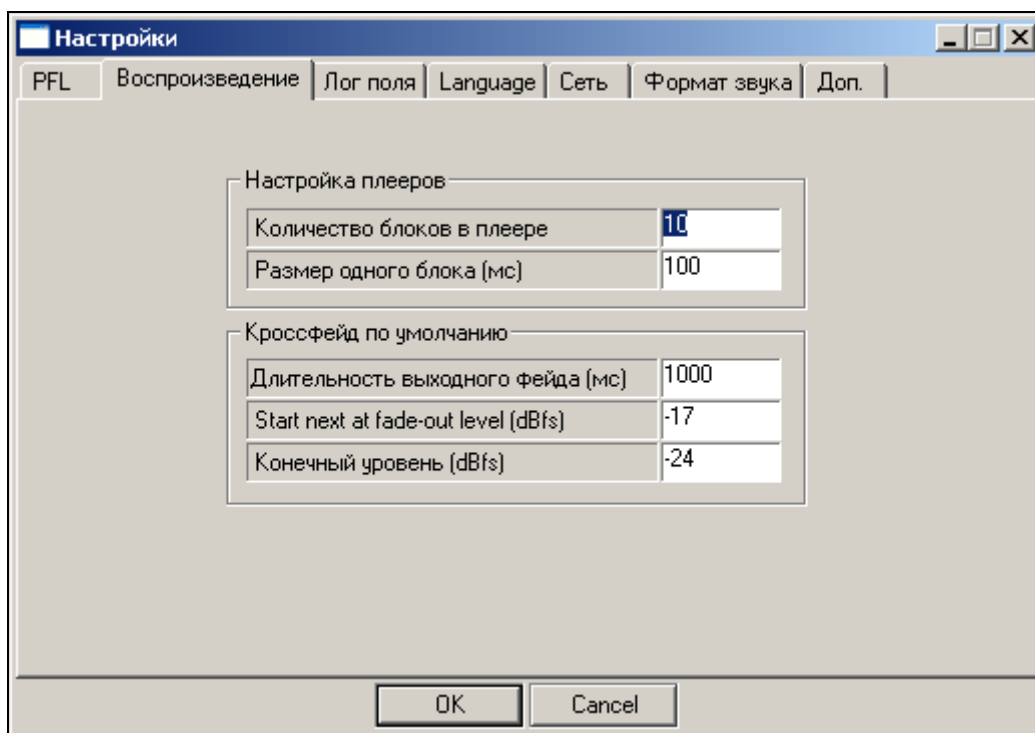 Настройки
PFL Воспроизведение Лог поля Language Сеть Формат звука Доп.
Настройка плееров
Количество блоков в плеере 10
Размер одного блока (мс) 100
Кроссфейд по умолчанию
Длительность выходного фейда (мс) 1000
Start next at fade-out level (dBfs) -17
Конечный уровень (dBfs) -24
OK Cancel